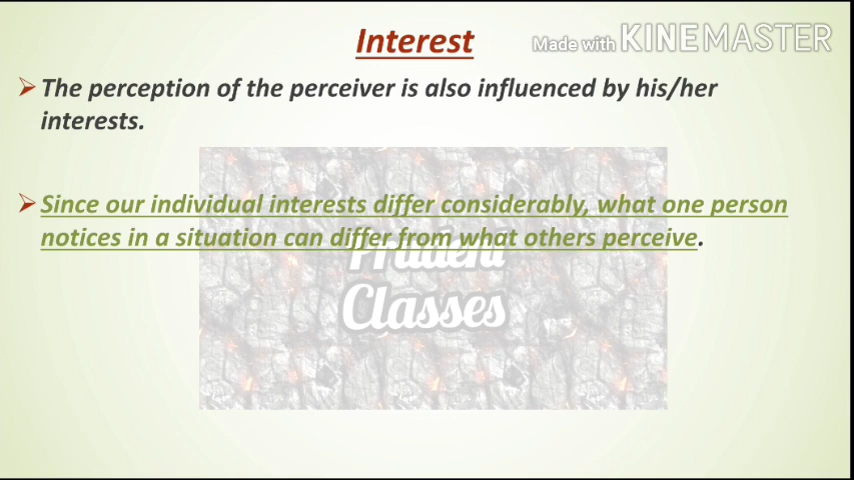 Interest
Made with KINEMASTER
The perception of the perceiver is also influenced by his/her
interests.
Since our individual interests differ considerably, what one person
notices in a situation can differ from what others perceive.
Prudent
Classes